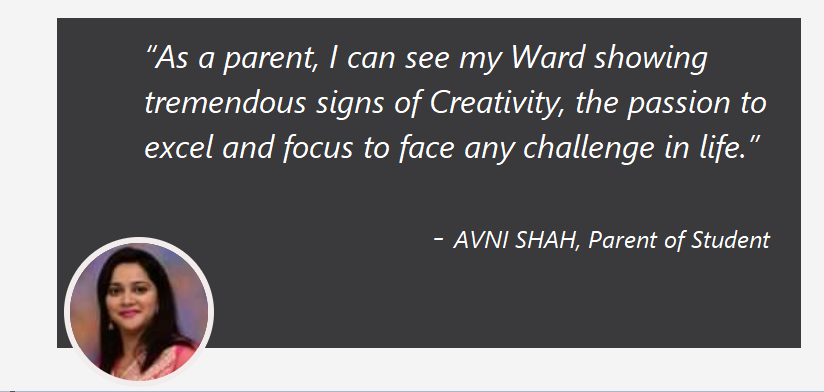 “As a parent, I can see my Ward showing
tremendous signs of Creativity, the passion to
excel and focus to face any challenge in life.”
- AVNI SHAH, Parent of Student